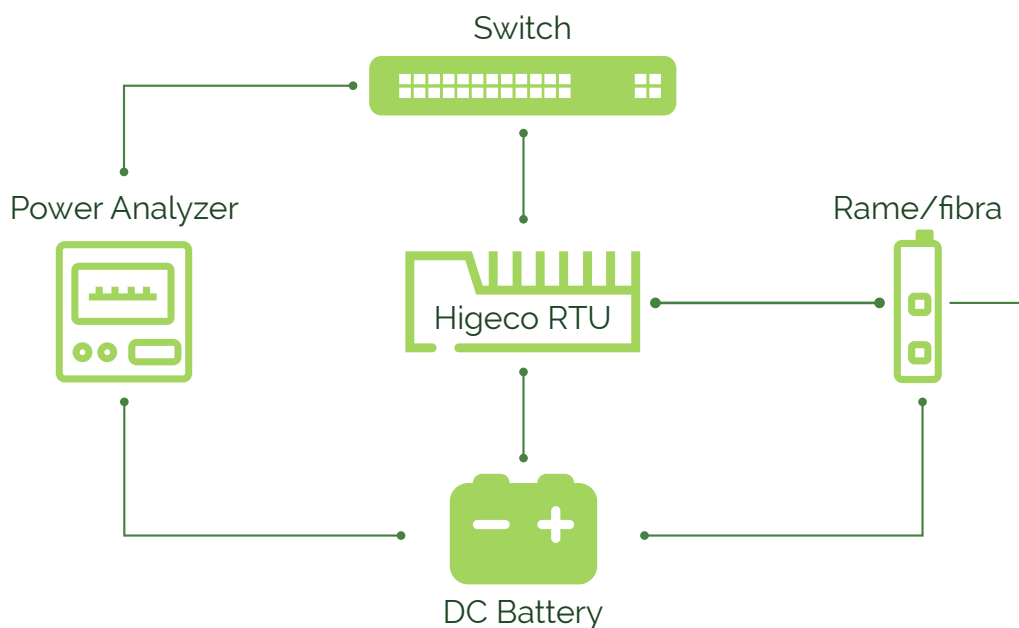 Switch
Power Analyzer
Rame/fibra
Higeco RTU
DC Battery